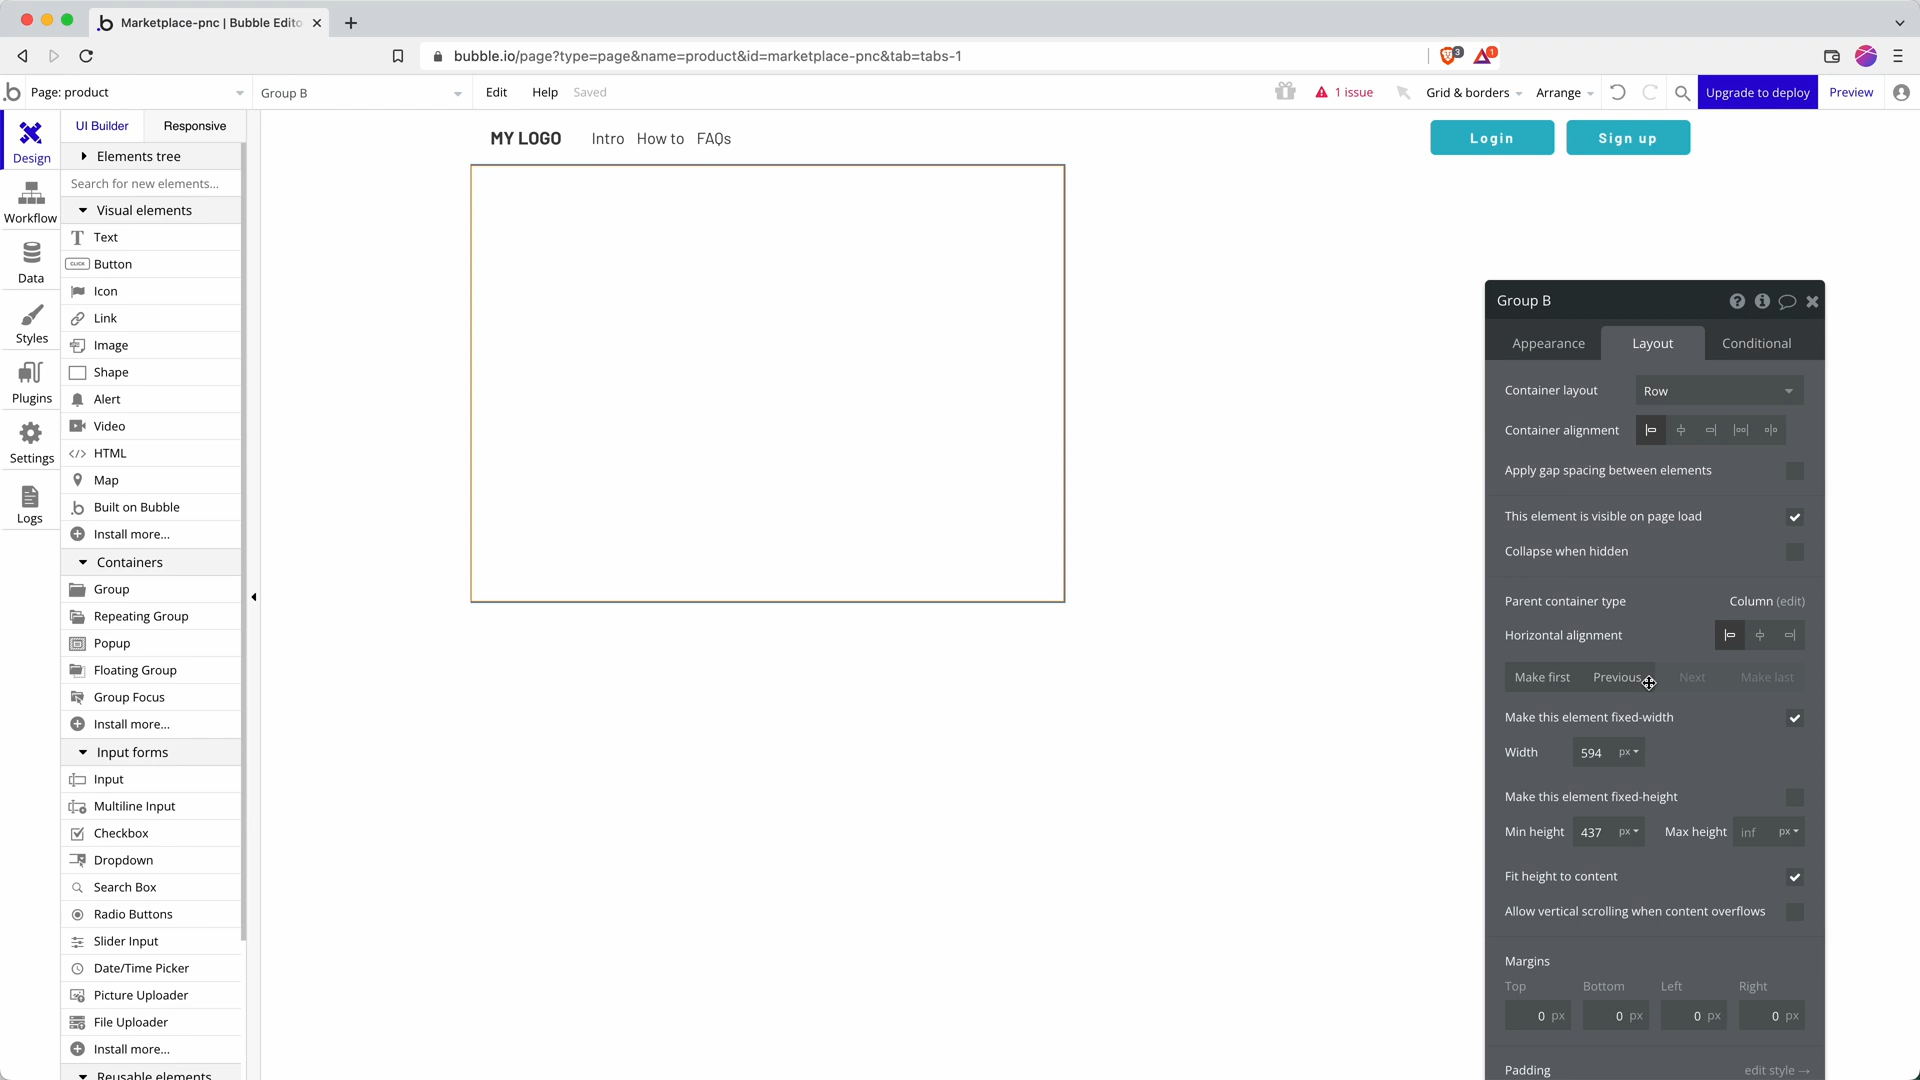 Marketplace-pnc | Bubble Edito
bubble.io/page?type=page&name=product&id=marketplace-pnc&tab=tabs-1
3
1
Page: product
Group B
Edit
Help
Saved
1 issue
Grid & borders
Arrange
Upgrade to deploy
Preview
Design
Workflow
Data
Styles
Plugins
Settings
Logs
UI Builder
Responsive
Elements tree
Search for new elements...
Visual elements
Text
CLICK
Button
Icon
Link
Image
Shape
Alert
Video
HTML
Map
Built on Bubble
Install more...
Containers
Group
Repeating Group
Popup
Floating Group
Group Focus
Install more...
Input forms
Input
Multiline Input
Checkbox
Dropdown
Search Box
Radio Buttons
Slider Input
Date/Time Picker
Picture Uploader
File Uploader
Install more...
Reusable elements
MY LOGO
Intro
How to
FAQs
Login
Sign up
Group B
Appearance
Layout
Conditional
Container layout
Row
Container alignment
Apply gap spacing between elements
This element is visible on page load
Collapse when hidden
Parent container type
Column (edit)
Horizontal alignment
Make first
Previous
Next
Make last
Make this element fixed-width
Width
594 px
Make this element fixed-height
Min height
437 px
Max height
inf px
Fit height to content
Allow vertical scrolling when content overflows
Margins
Top
Bottom
Left
Right
0 px
0 px
0 px
0 px
Padding
edit style →